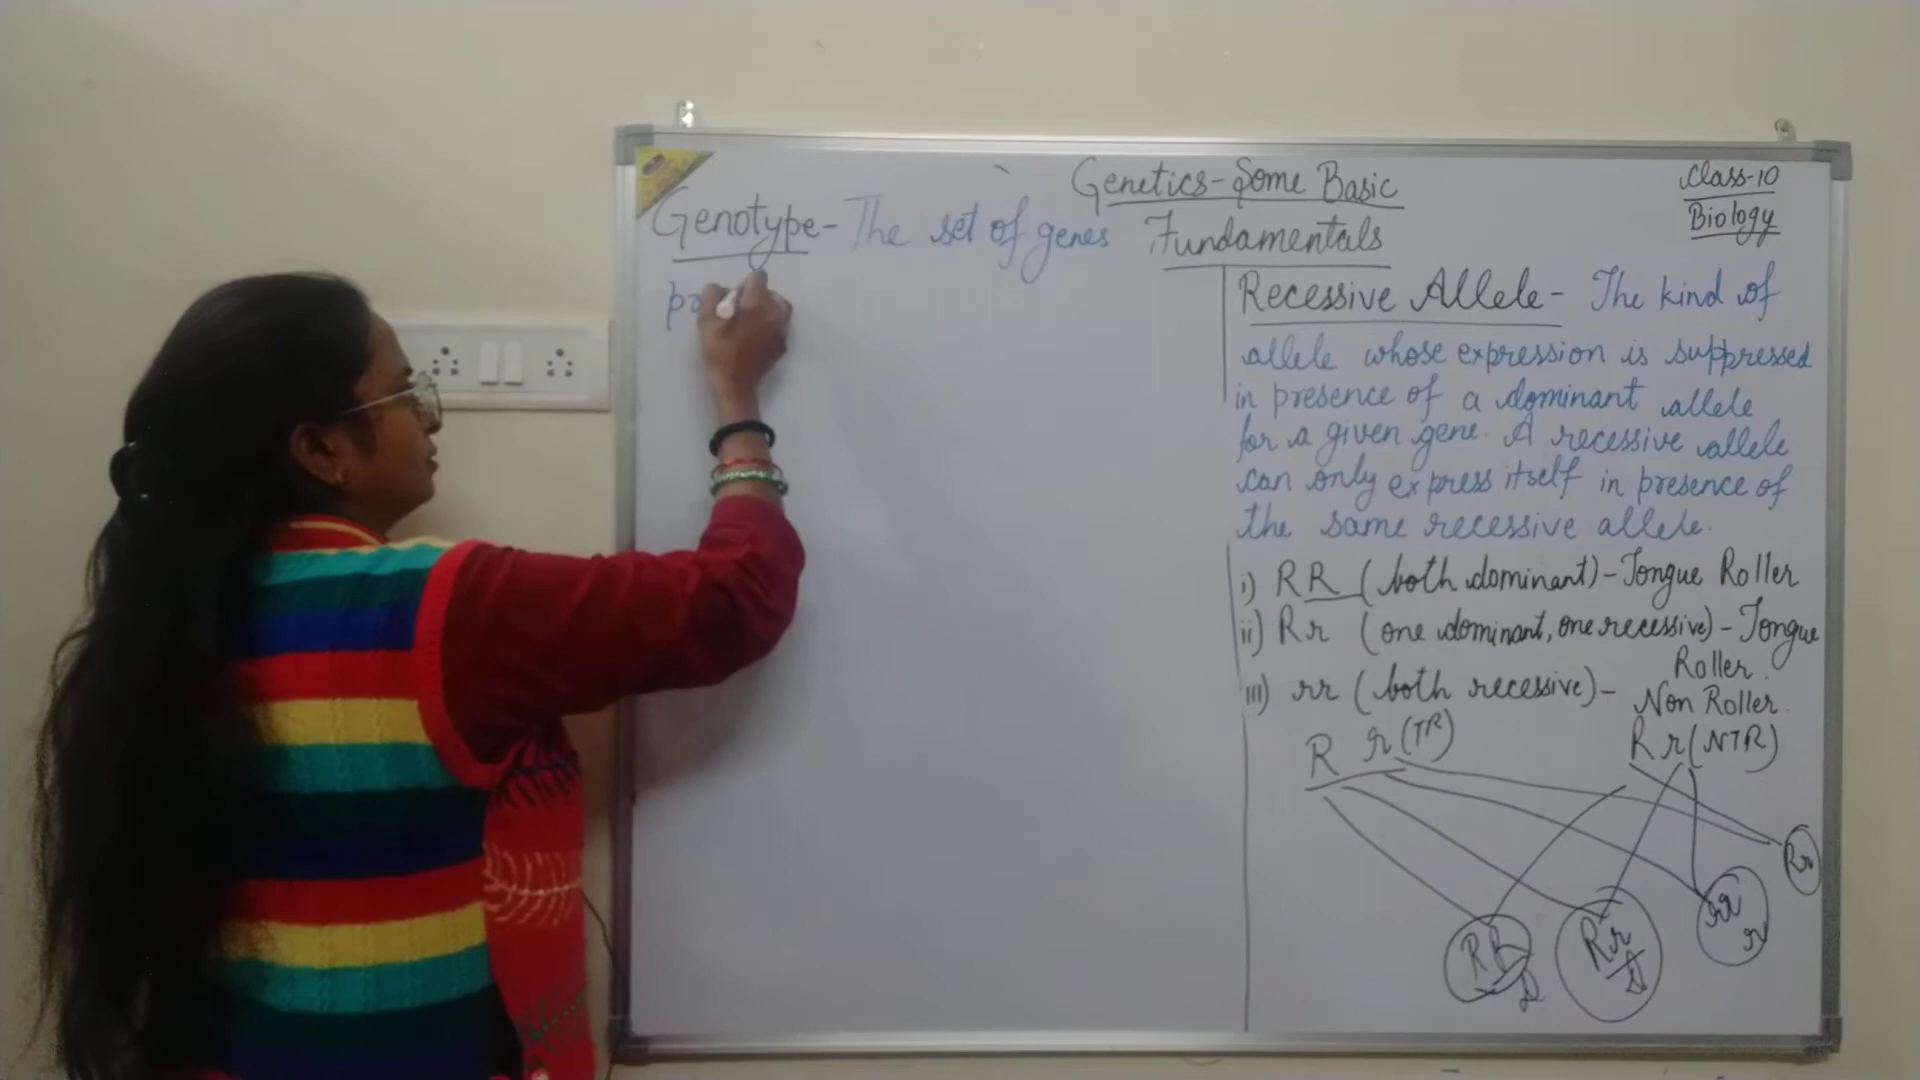 Genetics-Some Basic
Fundamentals
Class-10
Biology
Genotype- The set of genes
Recessive Allele- The kind of
allele whose expression is suppressed
in presence of a dominant allele
for a given gene. A recessive allele
can only express itself in presence of
the same recessive allele.
i) RR (both dominant)-Tongue Roller
ii) Rr (one dominant, one recessive)-Tongue
Roller.
iii) rr (both recessive)-
Non Roller.
R r(TR)
R r(NTR)
Rr
RR
Rr